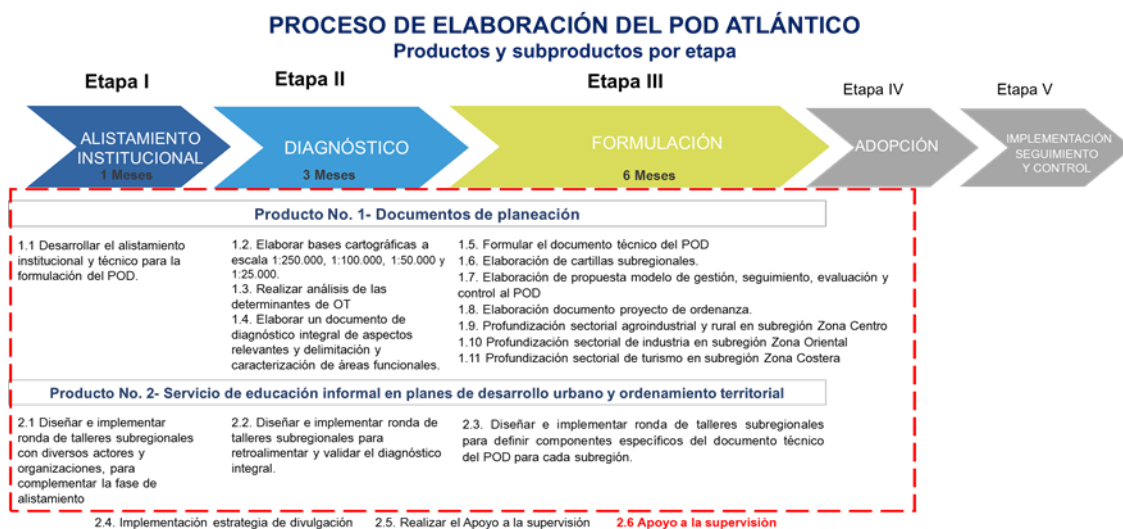 PROCESO DE ELABORACIÓN DEL POD ATLÁNTICO
Productos y subproductos por etapa
Etapa I
Etapa II
Etapa III
Etapa IV
Etapa V
ALISTAMIENTO
INSTITUCIONAL
1 Meses
DIAGNÓSTICO
3 Meses
FORMULACIÓN
6 Meses
ADOPCIÓN
IMPLEMENTACIÓN
SEGUIMIENTO
Y CONTROL
Producto No. 1- Documentos de planeación
1.1 Desarrollar el alistamiento
institucional y técnico para la
formulación del POD.
1.2. Elaborar bases cartográficas a
escala 1:250.000, 1:100.000, 1:50.000 y
1:25.000.
1.3. Realizar análisis de las
determinantes de OT
1.4. Elaborar un documento de
diagnóstico integral de aspectos
relevantes y delimitación y
caracterización de áreas funcionales.
1.5. Formular el documento técnico del POD
1.6. Elaboración de cartillas subregionales.
1.7. Elaboración de propuesta modelo de gestión, seguimiento, evaluación y
control al POD
1.8. Elaboración documento proyecto de ordenanza.
1.9. Profundización sectorial agroindustrial y rural en subregión Zona Centro
1.10 Profundización sectorial de industria en subregión Zona Oriental
1.11 Profundización sectorial de turismo en subregión Zona Costera
Producto No. 2- Servicio de educación informal en planes de desarrollo urbano y ordenamiento territorial
2.1 Diseñar e implementar
ronda de talleres subregionales
con diversos actores y
organizaciones, para
complementar la fase de
alistamiento
2.2. Diseñar e implementar ronda de
talleres subregionales para
retroalimentar y validar el diagnóstico
integral.
2.3. Diseñar e implementar ronda de talleres subregionales
para definir componentes específicos del documento técnico
del POD para cada subregión.
2.4. Implementación estrategia de divulgación 2.5. Realizar el Apoyo a la supervisión 2.6 Apoyo a la supervisión